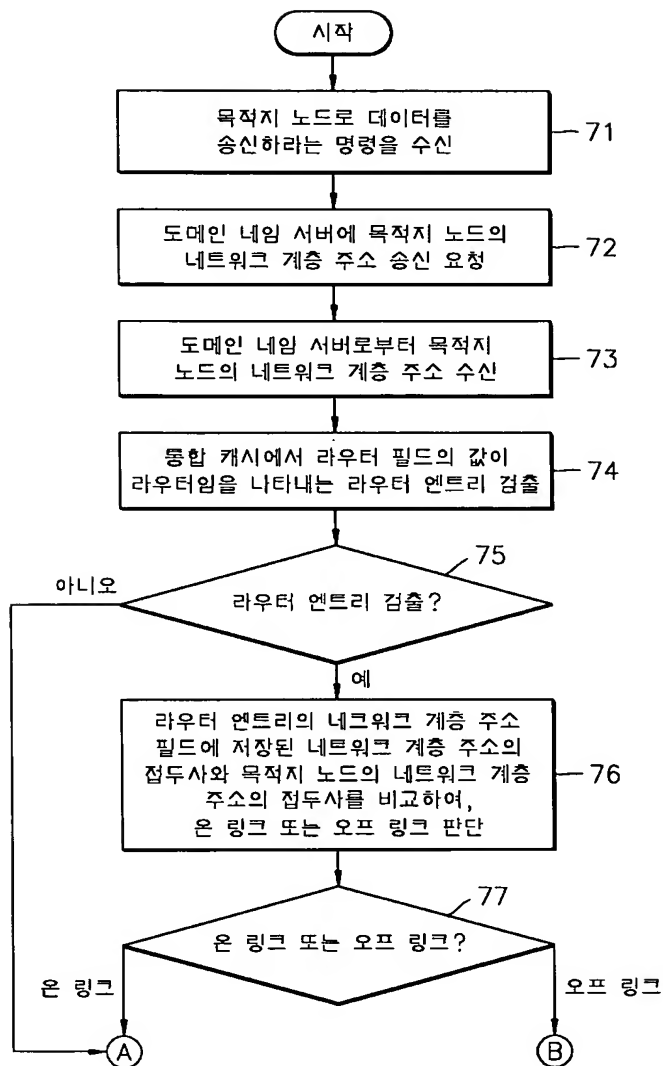 시작
목적지 노드로 데이터를
송신하라는 명령을 수신
71
도메인 네임 서버에 목적지 노드의
네트워크 계층 주소 송신 요청
72
도메인 네임 서버로부터 목적지
노드의 네트워크 계층 주소 수신
73
통합 캐시에서 라우터 필드의 값이
라우터임을 나타내는 라우터 엔트리 검출
74
75
아니오
라우터 엔트리 검출?
예
라우터 엔트리의 네크워크 계층 주소
필드에 저장된 네트워크 계층 주소의
접두사와 목적지 노드의 네트워크 계층
주소의 접두사를 비교하여,
온 링크 또는 오프 링크 판단
76
77
온 링크 또는 오프 링크?
온 링크
오프 링크
A
B